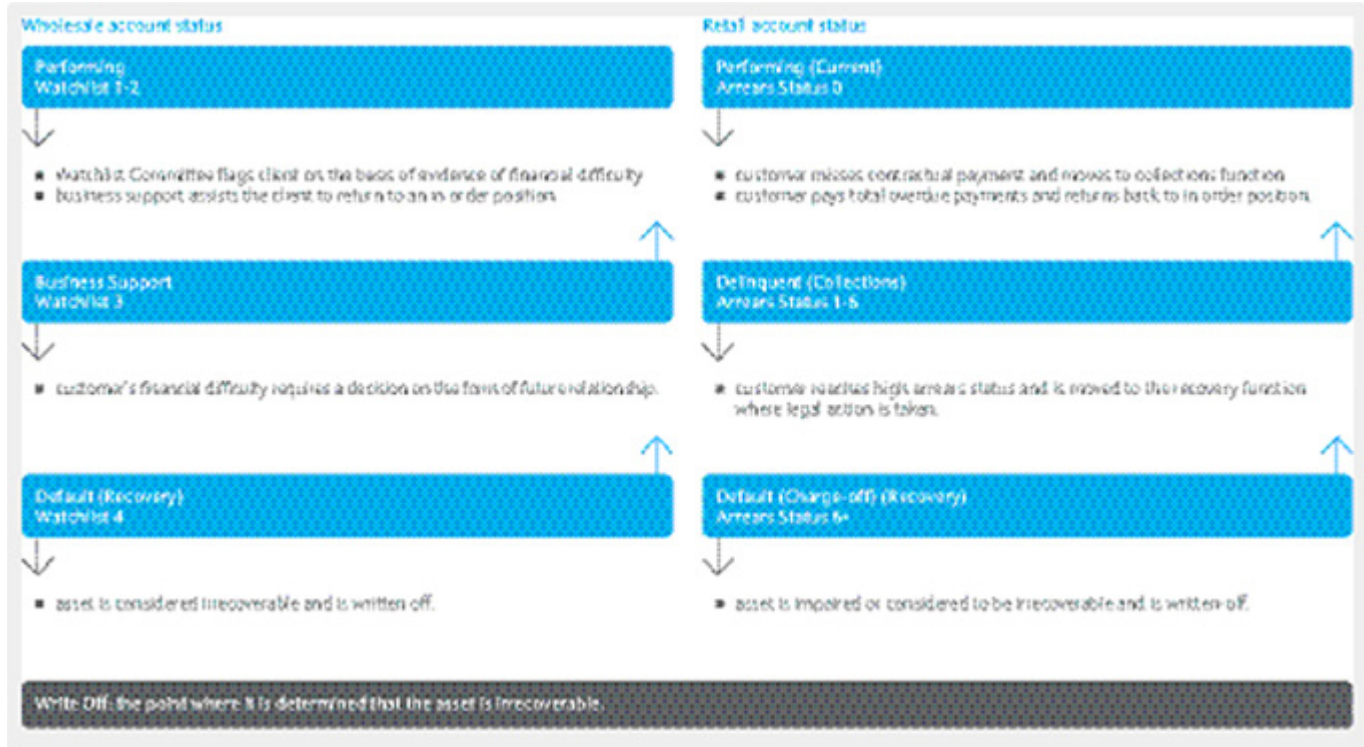 Wholesale account status
Performing
Watchlist 1-2
▪ Watchlist Committee flags client on the basis of evidence of financial difficulty
▪ business support assists the client to return to an in order position.
Business Support
Watchlist 3
▪ customer's financial difficulty requires a decision on the form of future relationship.
Default (Recovery)
Watchlist 4
▪ asset is considered irrecoverable and is written off.
Retail account status
Performing (Current)
Arrears Status 0
▪ customer misses contractual payment and moves to collections function
▪ customer pays total overdue payments and returns back to in order position.
Delinquent (Collections)
Arrears Status 1-6
▪ customer reaches high arrears status and is moved to the recovery function
where legal action is taken.
Default (Charge-off) (Recovery)
Arrears Status 6+
▪ asset is impaired or considered to be irrecoverable and is written-off.
Write Off: the point where it is determined that the asset is irrecoverable.